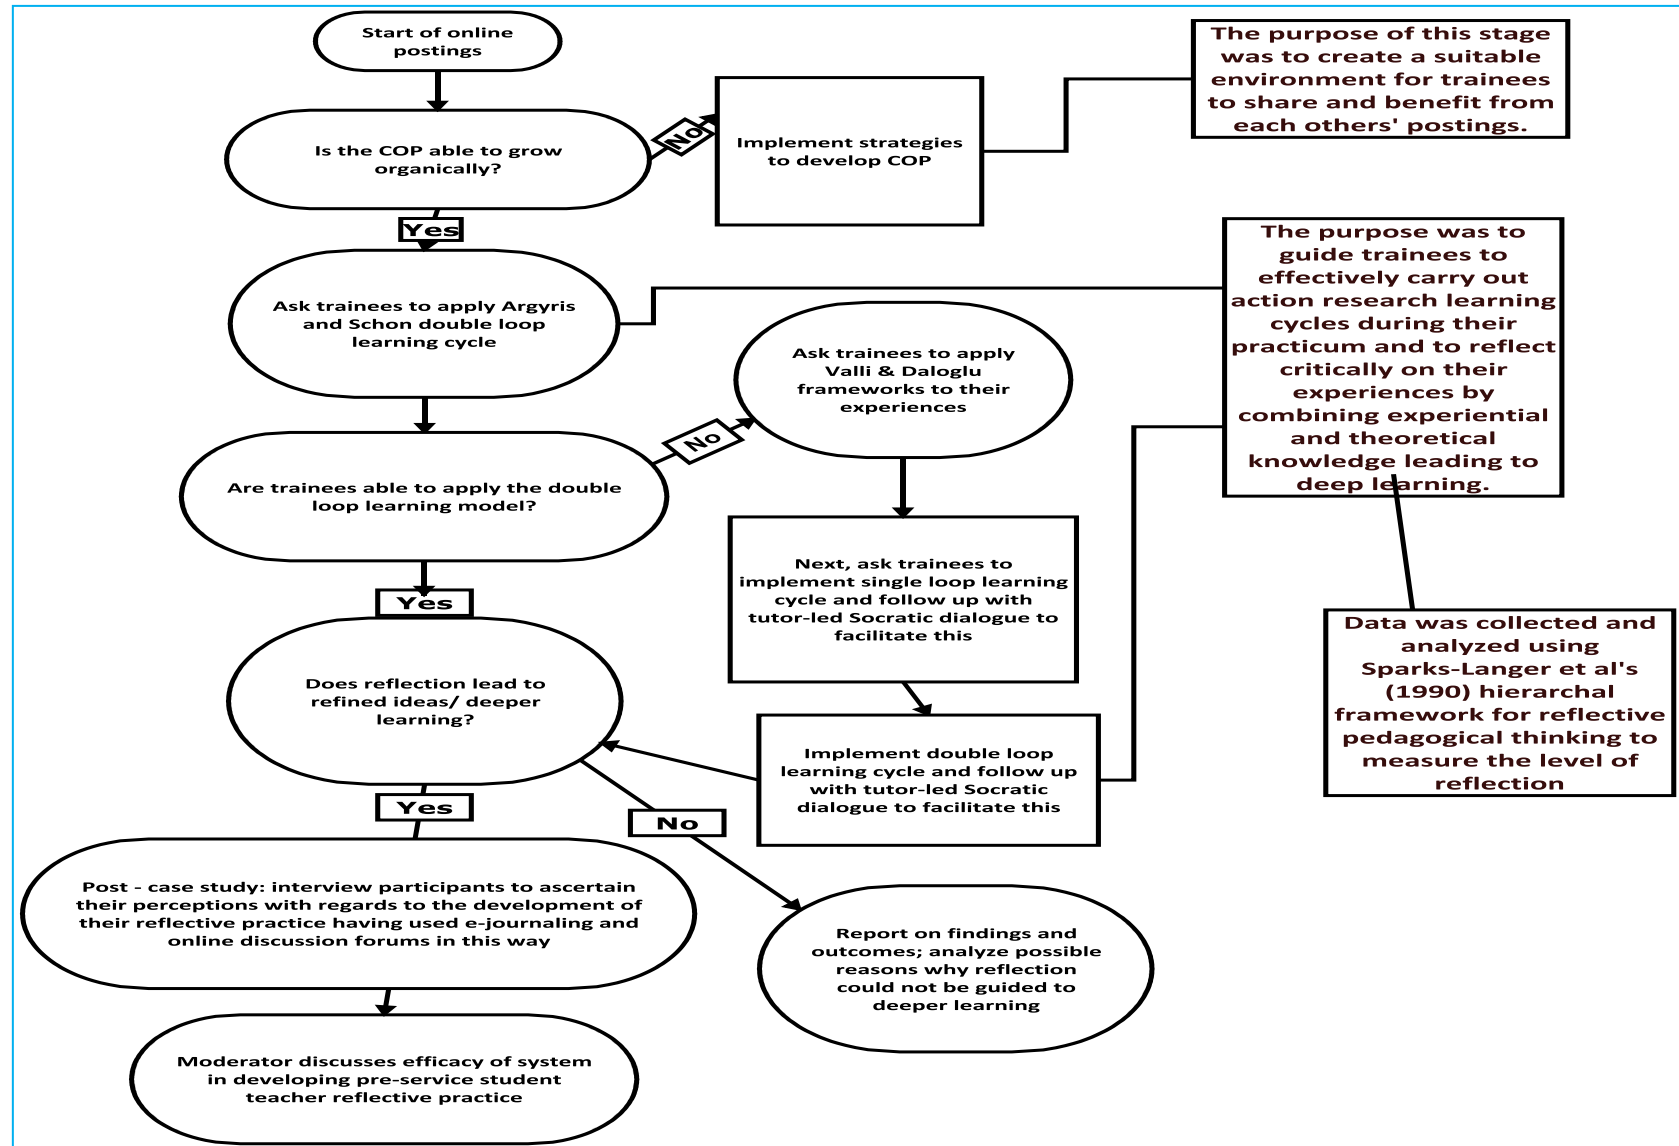 Start of online
postings
The purpose of this stage
was to create a suitable
environment for trainees
to share and benefit from
each others' postings.
Is the COP able to grow
organically?
No
Implement strategies
to develop COP
Yes
Ask trainees to apply Argyris
and Schon double loop
learning cycle
The purpose was to
guide trainees to
effectively carry out
action research learning
cycles during their
practicum and to reflect
critically on their
experiences by
combining experiential
and theoretical
knowledge leading to
deep learning.
Ask trainees to apply
Valli & Daloglu
frameworks to their
experiences
No
Are trainees able to apply the double
loop learning model?
Next, ask trainees to
implement single loop learning
cycle and follow up with
tutor-led Socratic dialogue to
facilitate this
Yes
Data was collected and
analyzed using
Sparks-Langer et al's
(1990) hierarchal
framework for reflective
pedagogical thinking to
measure the level of
reflection
Does reflection lead to
refined ideas/ deeper
learning?
Implement double loop
learning cycle and follow up
with tutor-led Socratic
dialogue to facilitate this
Yes
No
Post - case study: interview participants to ascertain
their perceptions with regards to the development of
their reflective practice having used e-journaling and
online discussion forums in this way
Report on findings and
outcomes; analyze possible
reasons why reflection
could not be guided to
deeper learning
Moderator discusses efficacy of system
in developing pre-service student
teacher reflective practice